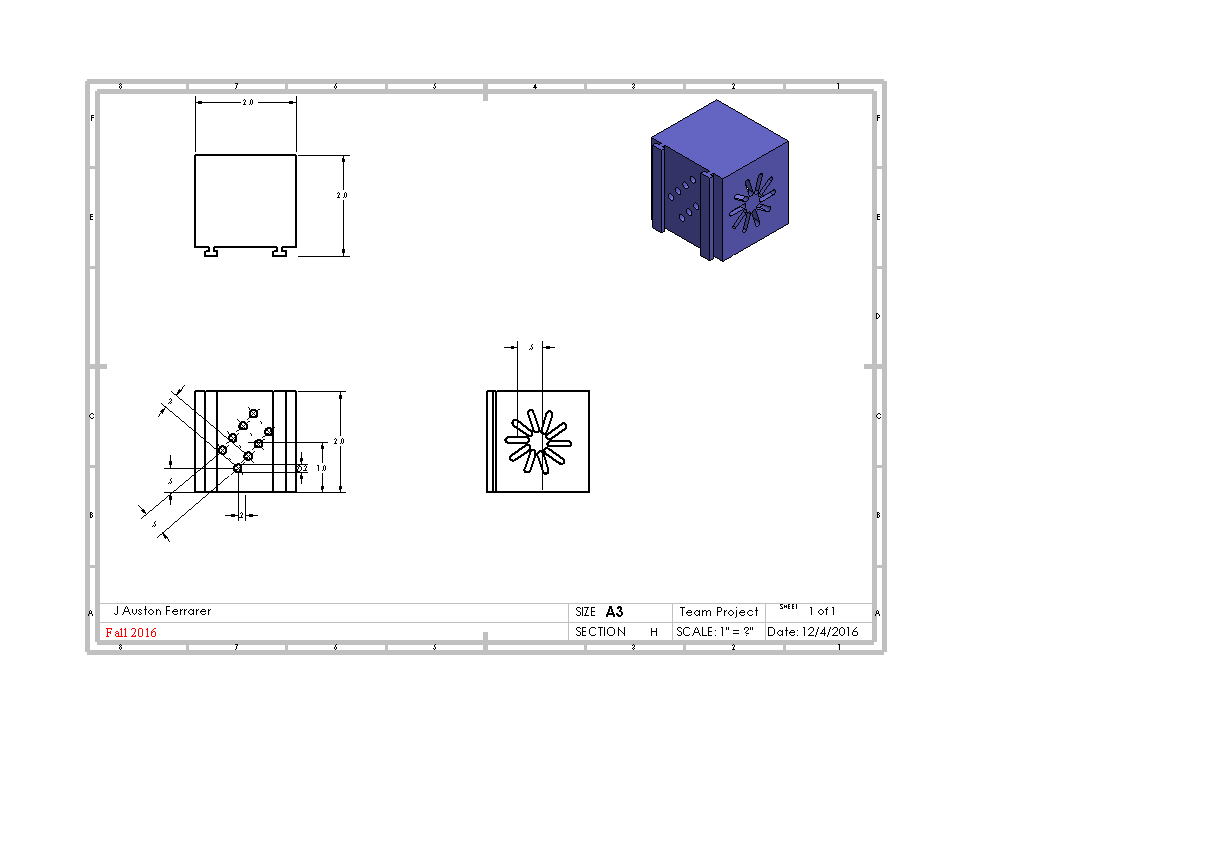 8 7 6 5 4 3 2 1
F F
2.0
2.0
E E
D
.5
C C
.2
2.0
1.0
.2
.5
.2
.5
B B
A A
J Auston Ferrarer
SIZE A3
Team Project
SHEET 1 of 1
Fall 2016
SECTION H
SCALE: 1" = ?"
Date: 12/4/2016
8 7 6 5 3 2 1